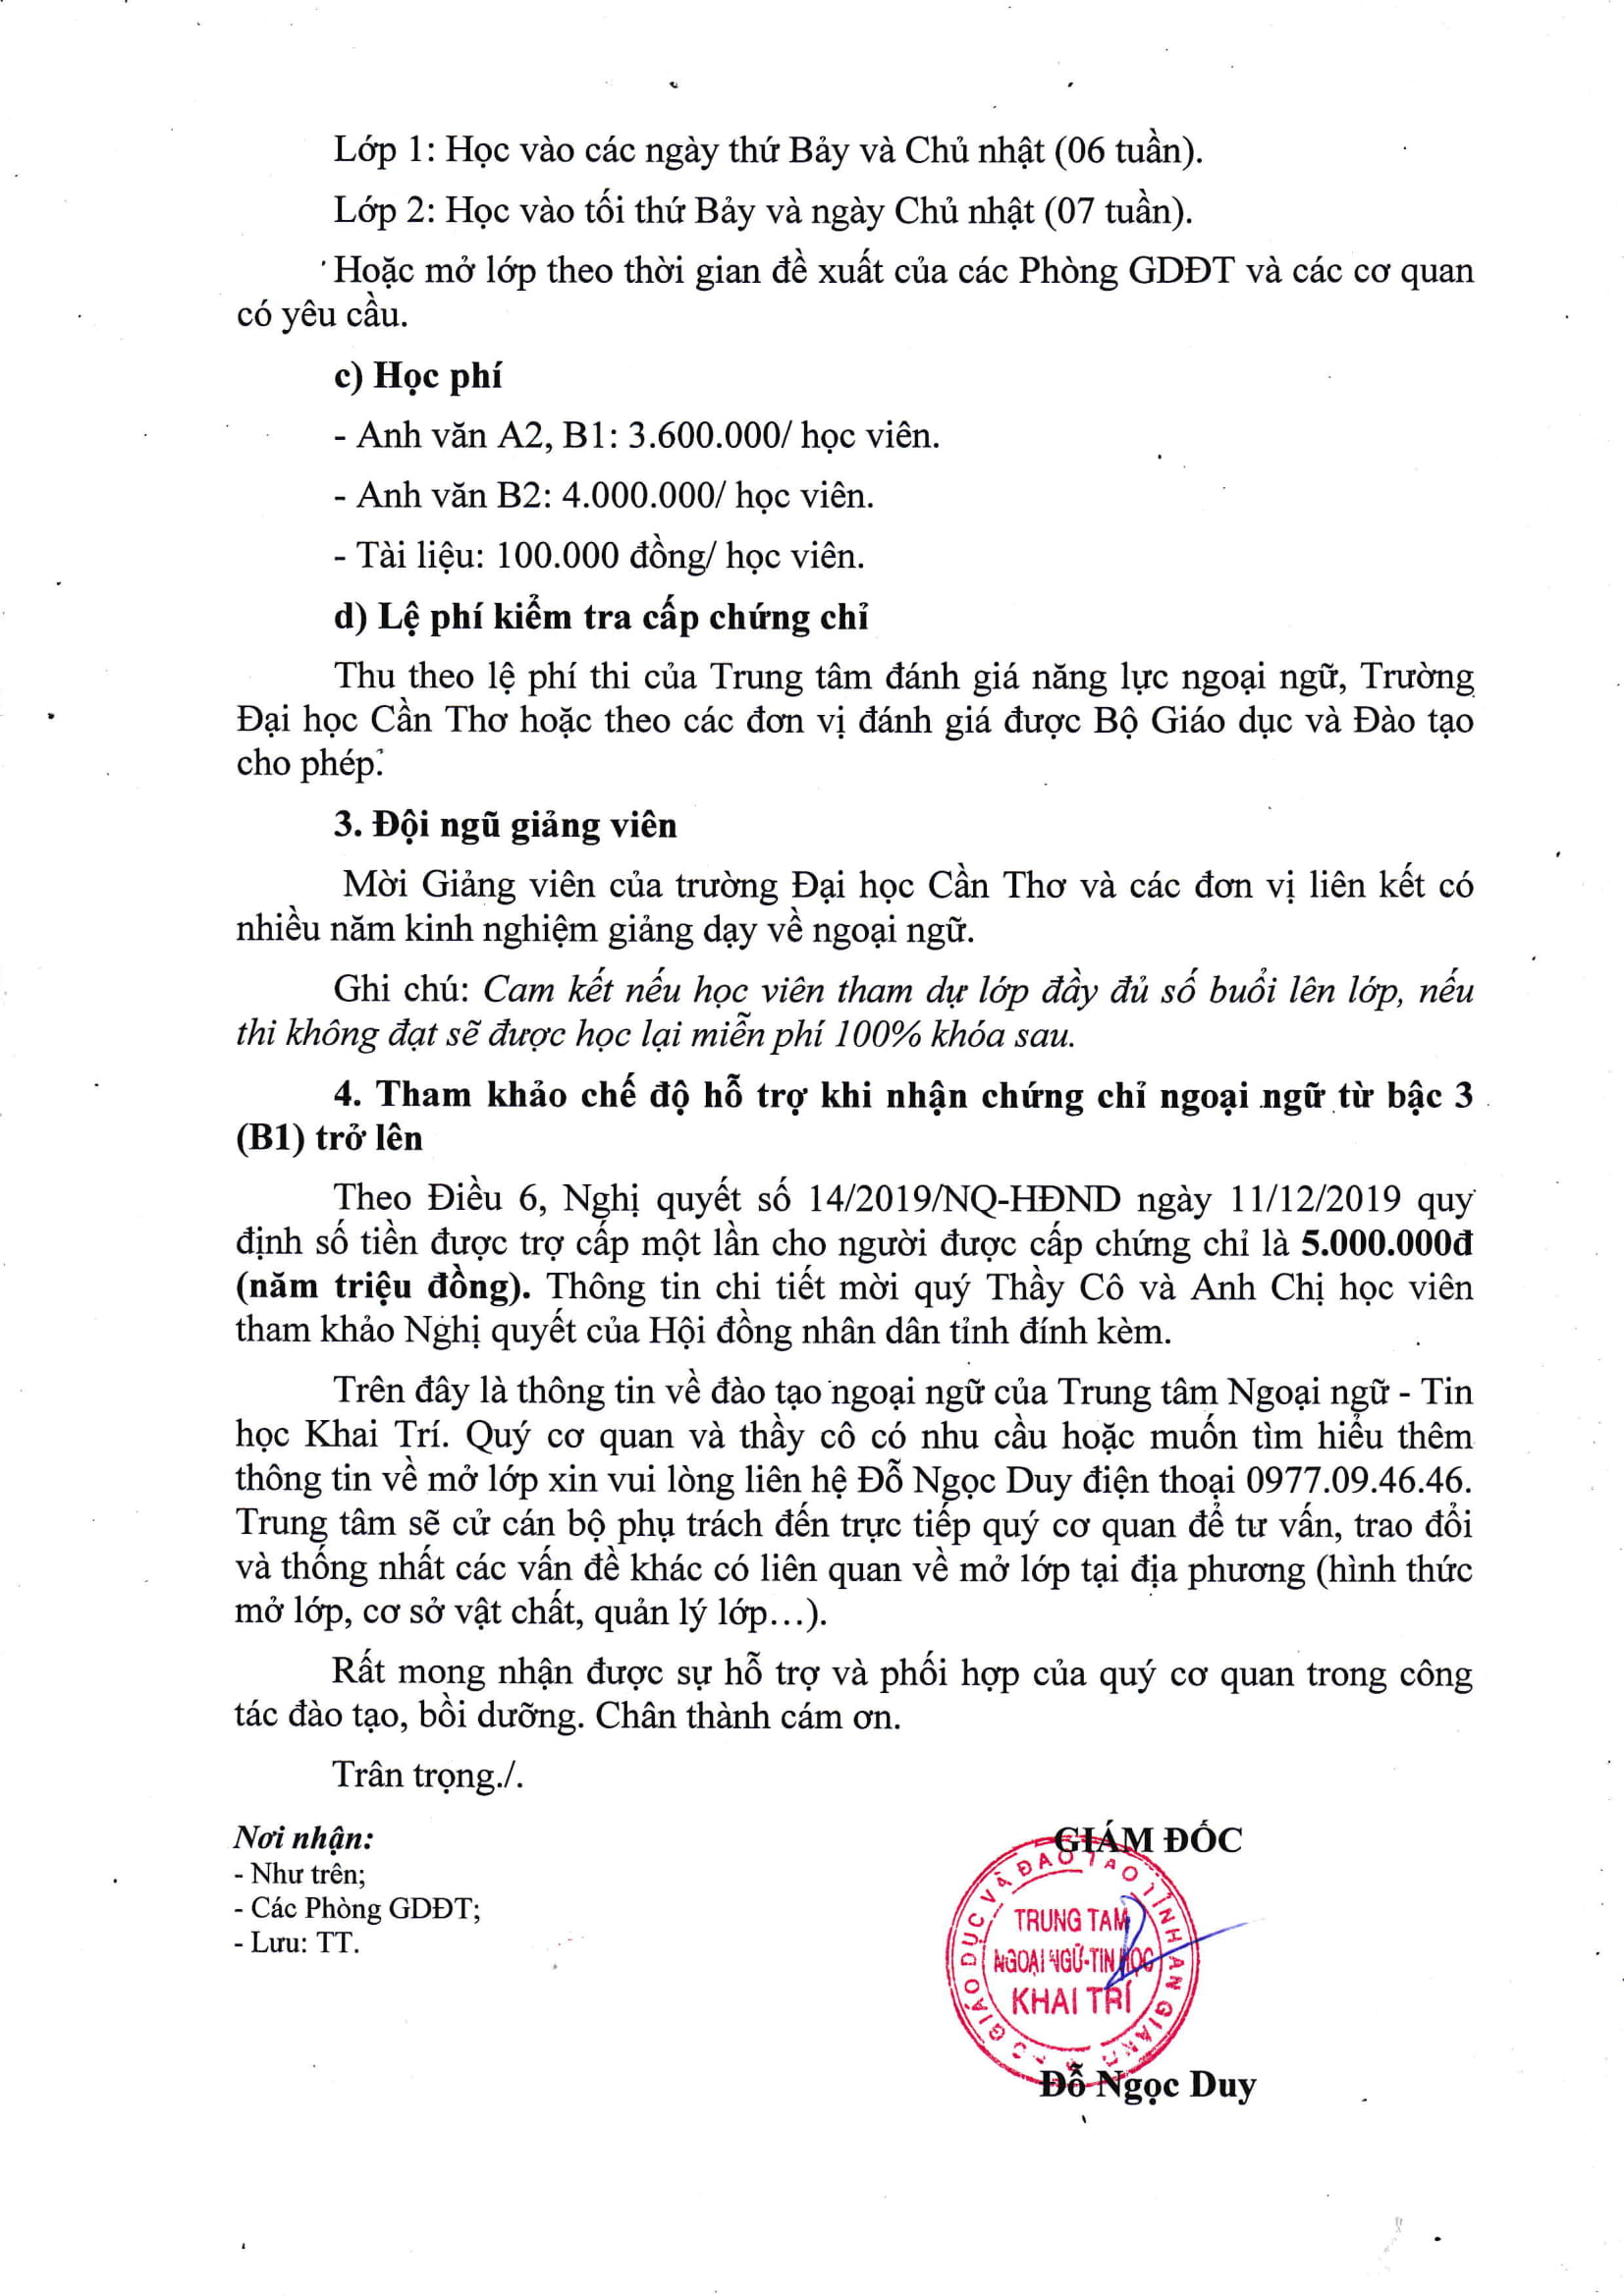 Lớp 1: Học vào các ngày thứ Bảy và Chủ nhật (06 tuần).
Lớp 2: Học vào tối thứ Bảy và ngày Chủ nhật (07 tuần).
Hoặc mở lớp theo thời gian đề xuất của các Phòng GDĐT và các cơ quan
có yêu cầu.
c) Học phí
- Anh văn A2, B1: 3.600.000/ học viên.
- Anh văn B2: 4.000.000/ học viên.
- Tài liệu: 100.000 đồng/ học viên.
d) Lệ phí kiểm tra cấp chứng chỉ
Thu theo lệ phí thi của Trung tâm đánh giá năng lực ngoại ngữ, Trường
Đại học Cần Thơ hoặc theo các đơn vị đánh giá được Bộ Giáo dục và Đào tạo
cho phép.
3. Đội ngũ giảng viên
Mời Giảng viên của trường Đại học Cần Thơ và các đơn vị liên kết có
nhiều năm kinh nghiệm giảng dạy về ngoại ngữ.
Ghi chú: Cam kết nếu học viên tham dự lớp đầy đủ số buổi lên lớp, nếu
thi không đạt sẽ được học lại miễn phí 100% khóa sau.
4. Tham khảo chế độ hỗ trợ khi nhận chứng chỉ ngoại ngữ từ bậc 3
(B1) trở lên
Theo Điều 6, Nghị quyết số 14/2019/NQ-HĐND ngày 11/12/2019 quy
định số tiền được trợ cấp một lần cho người được cấp chứng chỉ là 5.000.000đ
(năm triệu đồng). Thông tin chi tiết mời quý Thầy Cô và Anh Chị học viên
tham khảo Nghị quyết của Hội đồng nhân dân tỉnh đính kèm.
Trên đây là thông tin về đào tạo ngoại ngữ của Trung tâm Ngoại ngữ - Tin
học Khai Trí. Quý cơ quan và thầy cô có nhu cầu hoặc muốn tìm hiểu thêm
thông tin về mở lớp xin vui lòng liên hệ Đỗ Ngọc Duy điện thoại 0977.09.46.46.
Trung tâm sẽ cử cán bộ phụ trách đến trực tiếp quý cơ quan để tư vấn, trao đổi
và thống nhất các vấn đề khác có liên quan về mở lớp tại địa phương (hình thức
mở lớp, cơ sở vật chất, quản lý lớp…).
Rất mong nhận được sự hỗ trợ và phối hợp của quý cơ quan trong công
tác đào tạo, bồi dưỡng. Chân thành cám ơn.
Trân trọng./.
Nơi nhận:
- Như trên;
- Các Phòng GDĐT;
- Lưu: TT.
GIÁM ĐỐC
GIÁO DỤC VÀ ĐÀO TẠO TỈNH AN GIANG
TRUNG TÂM
NGOẠI NGỮ-TIN HỌC
KHAI TRÍ
Đỗ Ngọc Duy